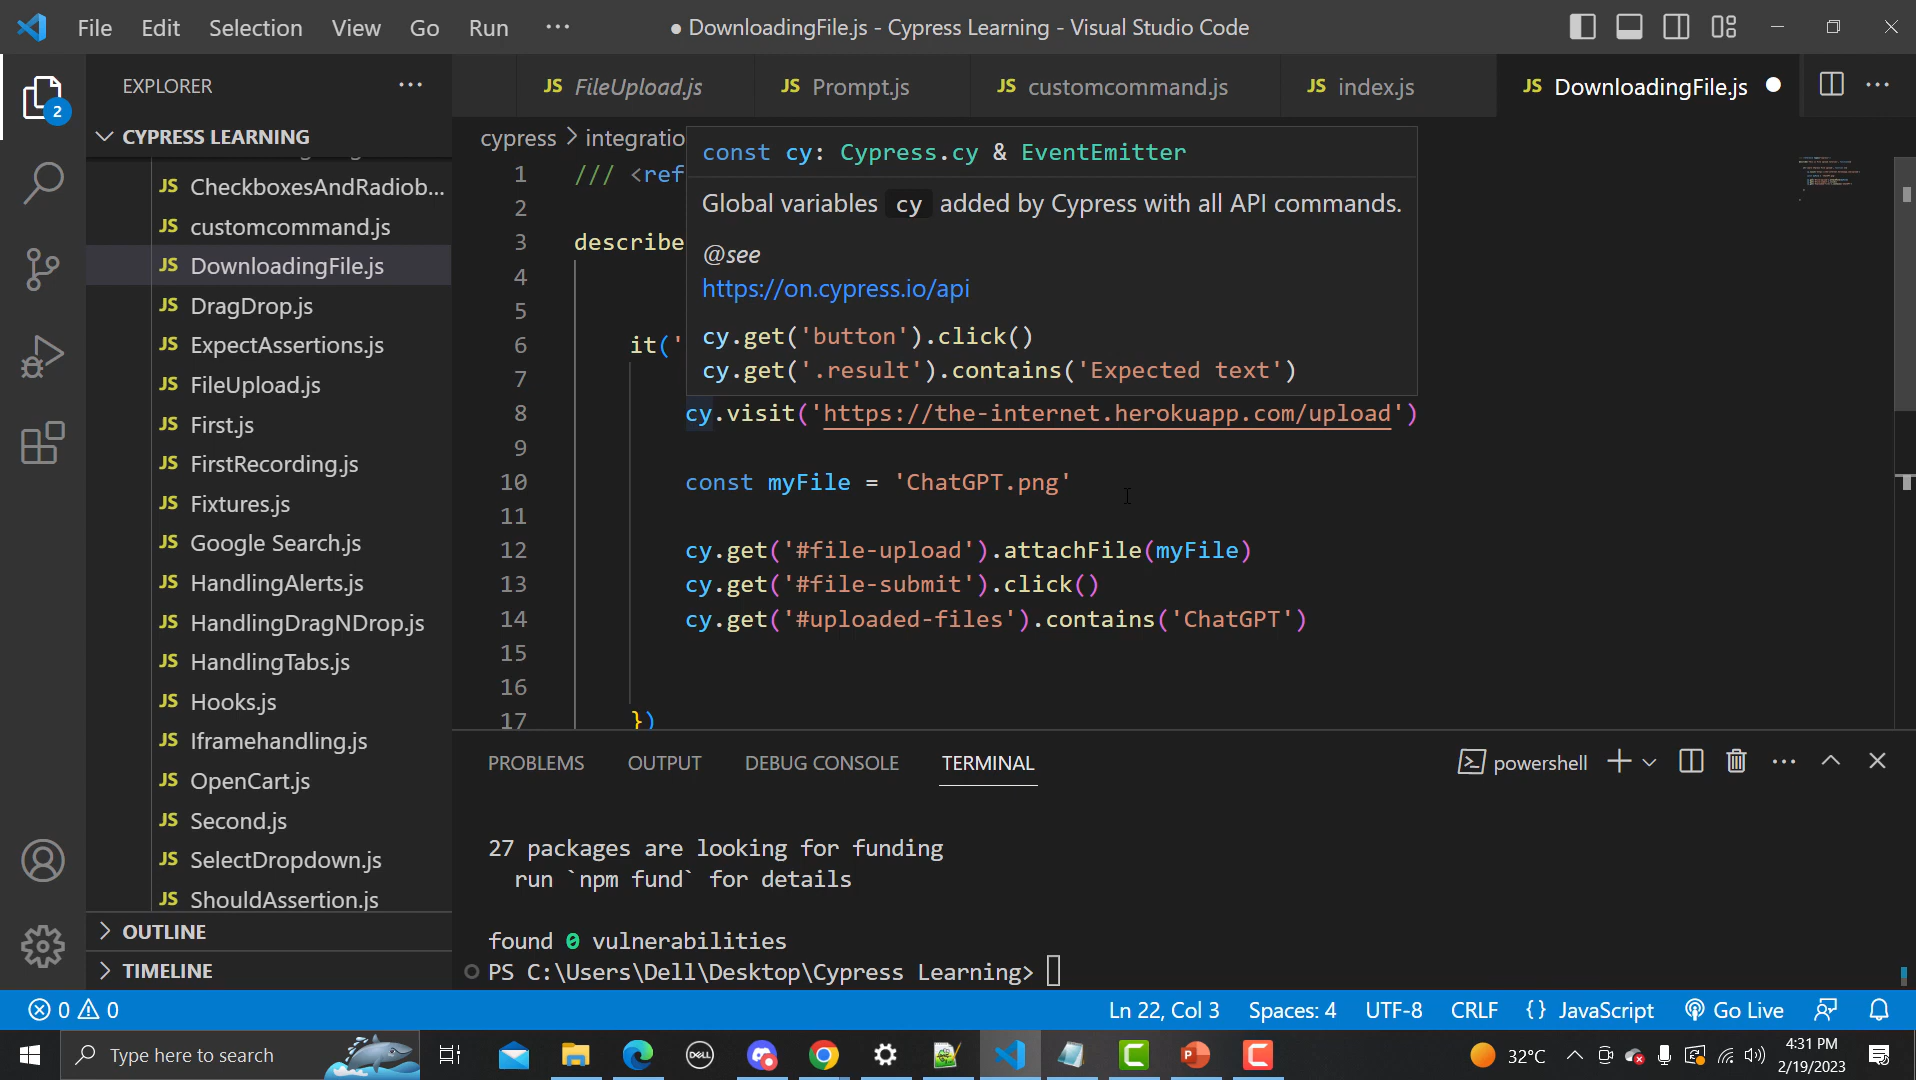 File Edit Selection View Go Run ···
● DownloadingFile.js - Cypress Learning - Visual Studio Code
EXPLORER
2
CYPRESS LEARNING
JS CheckboxesAndRadiob...
JS customcommand.js
JS DownloadingFile.js
JS DragDrop.js
JS ExpectAssertions.js
JS FileUpload.js
JS First.js
JS FirstRecording.js
JS Fixtures.js
JS Google Search.js
JS HandlingAlerts.js
JS HandlingDragNDrop.js
JS HandlingTabs.js
JS Hooks.js
JS Iframehandling.js
JS OpenCart.js
JS Second.js
JS SelectDropdown.js
JS ShouldAssertion.js
OUTLINE
TIMELINE
JS FileUpload.js JS Prompt.js JS customcommand.js JS index.js JS DownloadingFile.js
cypress > integratio
const cy: Cypress.cy & EventEmitter
Global variables cy added by Cypress with all API commands.
@see
https://on.cypress.io/api
cy.get('button').click()
cy.get('.result').contains('Expected text')
1 /// <ref
2
3 describe
4
5
6 it('
7
8 cy.visit('https://the-internet.herokuapp.com/upload')
9
10 const myFile = 'ChatGPT.png'
11
12 cy.get('#file-upload').attachFile(myFile)
13 cy.get('#file-submit').click()
14 cy.get('#uploaded-files').contains('ChatGPT')
15
16
17 })
PROBLEMS OUTPUT DEBUG CONSOLE TERMINAL
powershell
27 packages are looking for funding
run `npm fund` for details
found 0 vulnerabilities
PS C:\Users\Dell\Desktop\Cypress Learning>
0 0
Ln 22, Col 3 Spaces: 4 UTF-8 CRLF {} JavaScript Go Live
Type here to search
DELL
32°C
4:31 PM
2/19/2023